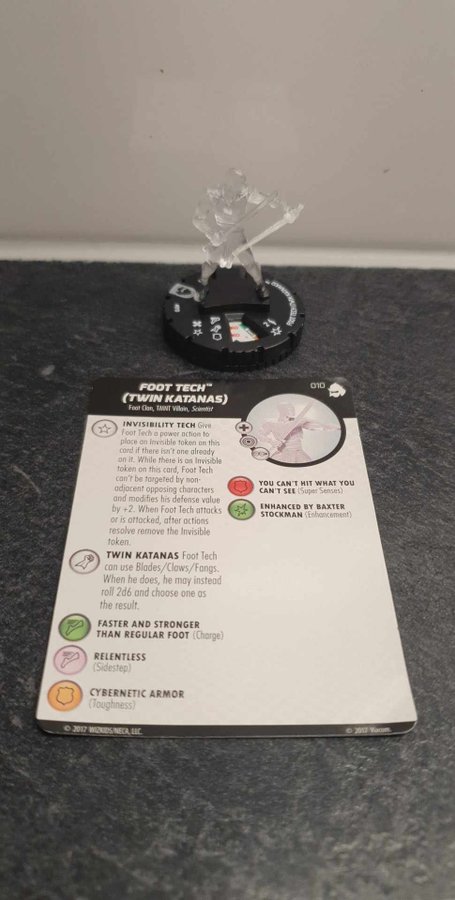 FOOT TECH™
(TWIN KATANAS)
Foot Clan, TMNT Villain, Scientist
010
INVISIBILITY TECH Give
Foot Tech a power action to
place an Invisible token on this
card if there isn't one already
on it. While there is an Invisible
token on this card, Foot Tech
can't be targeted by non-
adjacent opposing characters
and modifies his defense value
by +2. When Foot Tech attacks
or is attacked, after actions
resolve remove the Invisible
token.
TWIN KATANAS Foot Tech
can use Blades/Claws/Fangs.
When he does, he may instead
roll 2d6 and choose one as
the result.
FASTER AND STRONGER
THAN REGULAR FOOT (Charge)
RELENTLESS
(Sidestep)
CYBERNETIC ARMOR
(Toughness)
YOU CAN'T HIT WHAT YOU
CAN'T SEE (Super Senses)
ENHANCED BY BAXTER
STOCKMAN (Enhancement)
© 2017 WIZKIDS/NECA, LLC.
© 2017 Viacom.